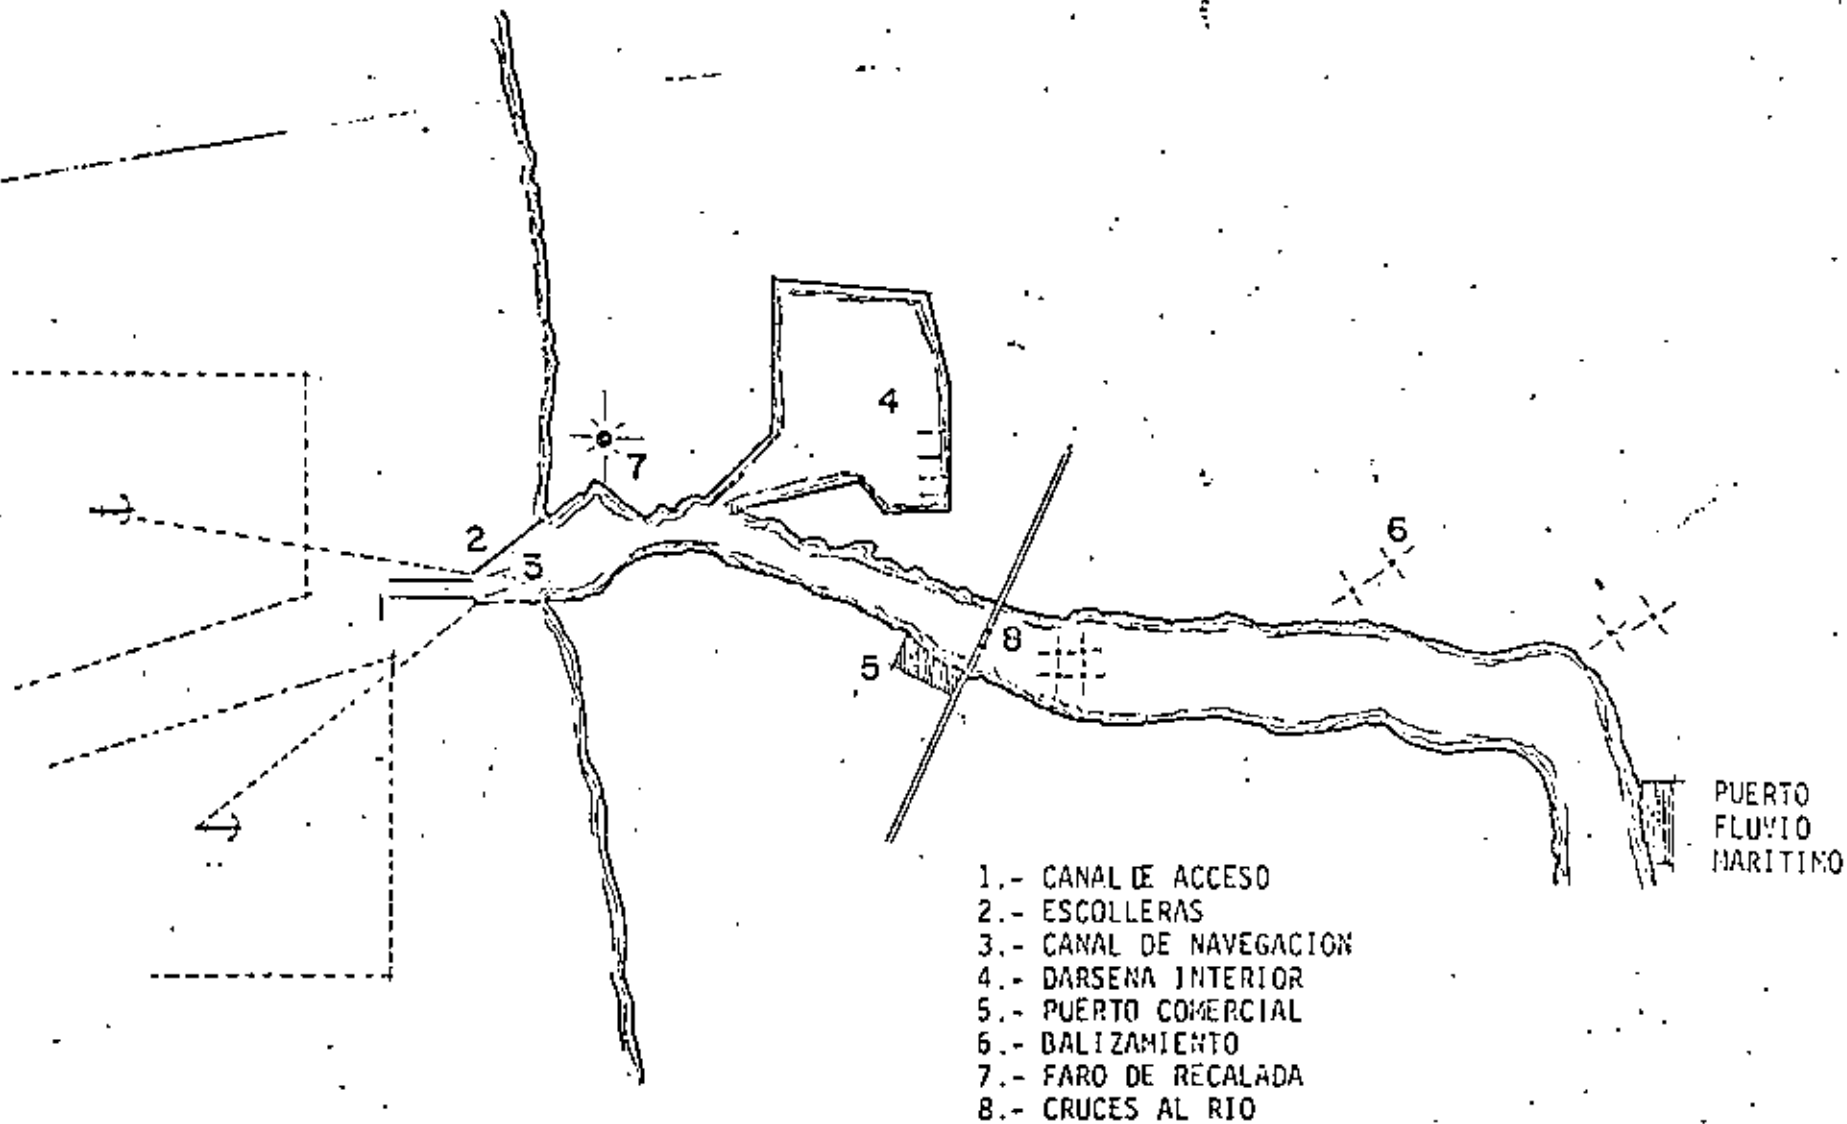 4
7
2
3
6
8
5
1
PUERTO
FLUVIO
MARITIMO
1.- CANAL DE ACCESO
2.- ESCOLLERAS
3.- CANAL DE NAVEGACION
4.- DARSENA INTERIOR
5.- PUERTO COMERCIAL
6.- BALIZAMIENTO
7.- FARO DE RECALADA
8.- CRUCES AL RIO